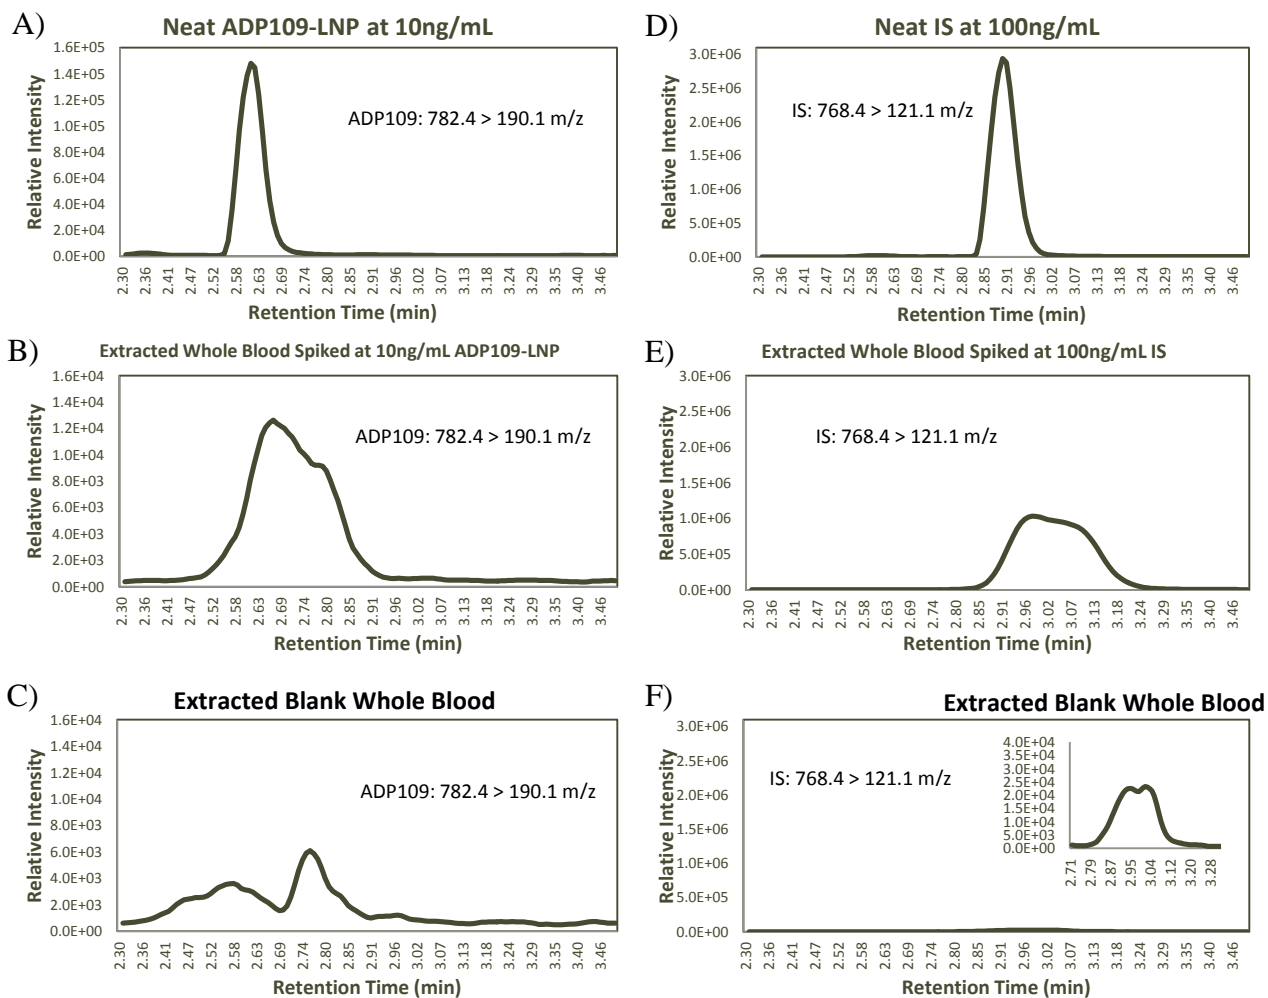 A)
Neat ADP109-LNP at 10ng/mL
Relative Intensity
1.6E+05
1.4E+05
1.2E+05
1.0E+05
8.0E+04
6.0E+04
4.0E+04
2.0E+04
0.0E+00
ADP109: 782.4 > 190.1 m/z
2.30 2.36 2.41 2.47 2.52 2.58 2.63 2.69 2.74 2.80 2.85 2.91 2.96 3.02 3.07 3.13 3.18 3.24 3.29 3.35 3.40 3.46
Retention Time (min)
D)
Neat IS at 100ng/mL
Relative Intensity
3.0E+06
2.5E+06
2.0E+06
1.5E+06
1.0E+06
5.0E+05
0.0E+00
IS: 768.4 > 121.1 m/z
2.30 2.36 2.41 2.47 2.52 2.58 2.63 2.69 2.74 2.80 2.85 2.91 2.96 3.02 3.07 3.13 3.18 3.24 3.29 3.35 3.40 3.46
Retention Time (min)
B)
Extracted Whole Blood Spiked at 10ng/mL ADP109-LNP
Relative Intensity
1.6E+04
1.4E+04
1.2E+04
1.0E+04
8.0E+03
6.0E+03
4.0E+03
2.0E+03
0.0E+00
ADP109: 782.4 > 190.1 m/z
2.30 2.36 2.41 2.47 2.52 2.58 2.63 2.69 2.74 2.80 2.85 2.91 2.96 3.02 3.07 3.13 3.18 3.24 3.29 3.35 3.40 3.46
Retention Time (min)
E)
Extracted Whole Blood Spiked at 100ng/mL IS
Relative Intensity
3.0E+06
2.5E+06
2.0E+06
1.5E+06
1.0E+06
5.0E+05
0.0E+00
IS: 768.4 > 121.1 m/z
2.30 2.36 2.41 2.47 2.52 2.58 2.63 2.69 2.74 2.80 2.85 2.91 2.96 3.02 3.07 3.13 3.18 3.24 3.29 3.35 3.40 3.46
Retention Time (min)
C)
Extracted Blank Whole Blood
Relative Intensity
1.6E+04
1.4E+04
1.2E+04
1.0E+04
8.0E+03
6.0E+03
4.0E+03
2.0E+03
0.0E+00
ADP109: 782.4 > 190.1 m/z
2.30 2.36 2.41 2.47 2.52 2.58 2.63 2.69 2.74 2.80 2.85 2.91 2.96 3.02 3.07 3.13 3.18 3.24 3.29 3.35 3.40 3.46
Retention Time (min)
F)
Extracted Blank Whole Blood
Relative Intensity
3.0E+06
2.5E+06
2.0E+06
1.5E+06
1.0E+06
5.0E+05
0.0E+00
IS: 768.4 > 121.1 m/z
4.0E+04
3.5E+04
3.0E+04
2.5E+04
2.0E+04
1.5E+04
1.0E+04
5.0E+03
0.0E+00
2.71 2.79 2.87 2.95 3.04 3.12 3.20 3.28
2.30 2.36 2.41 2.47 2.52 2.58 2.63 2.69 2.74 2.80 2.85 2.91 2.96 3.02 3.07 3.13 3.18 3.24 3.29 3.35 3.40 3.46
Retention Time (min)